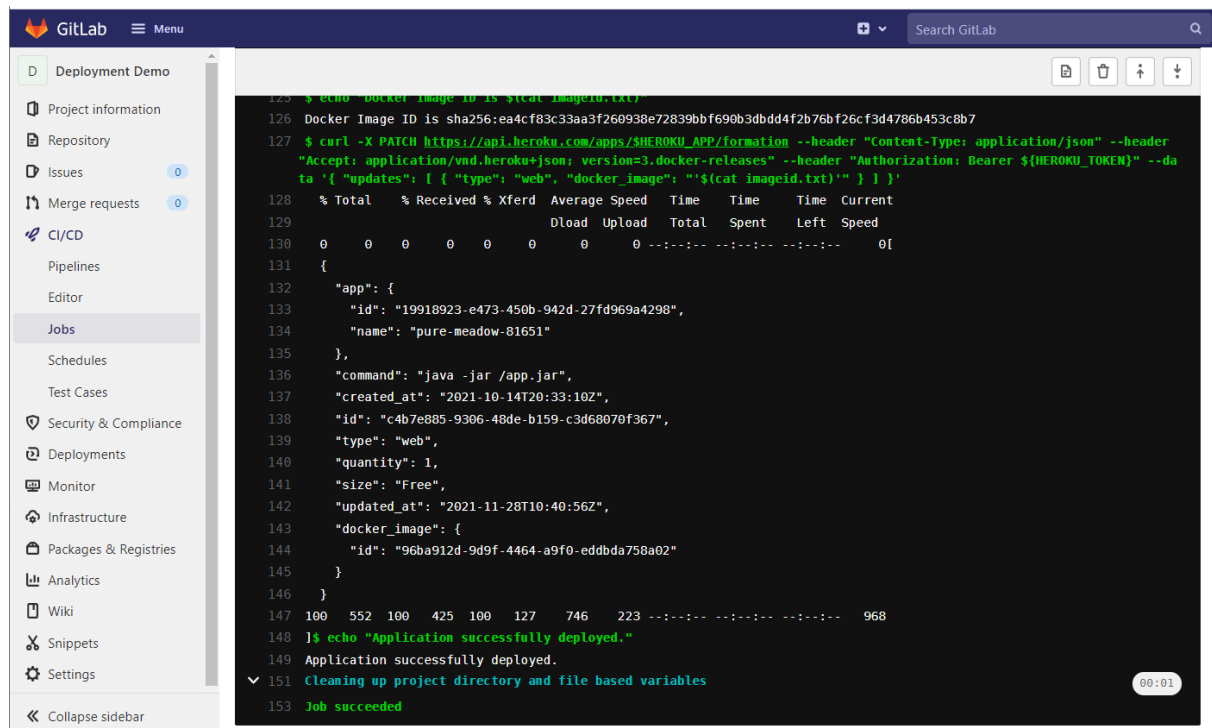 GitLab
Menu
Search GitLab
D Deployment Demo
Project information
Repository
Issues 0
Merge requests 0
CI/CD
Pipelines
Editor
Jobs
Schedules
Test Cases
Security & Compliance
Deployments
Monitor
Infrastructure
Packages & Registries
Analytics
Wiki
Snippets
Settings
Collapse sidebar
125 $ echo "Docker Image ID is $(cat imageid.txt)"
126 Docker Image ID is sha256:ea4cf83c33aa3f260938e72839bbf690b3dbdd4f2b76bf26cf3d4786b453c8b7
127 $ curl -X PATCH https://api.heroku.com/apps/$HEROKU_APP/formation --header "Content-Type: application/json" --header
"Accept: application/vnd.heroku+json; version=3.docker-releases" --header "Authorization: Bearer ${HEROKU_TOKEN}" --da
ta '{ "updates": [ { "type": "web", "docker_image": "'$(cat imageid.txt)'" } ] }'
128 % Total % Received % Xferd Average Speed Time Time Time Current
129 Dload Upload Total Spent Left Speed
130 0 0 0 0 0 0 0 0 --:--:-- --:--:-- --:--:-- 0[
131 {
132 "app": {
133 "id": "19918923-e473-450b-942d-27fd969a4298",
134 "name": "pure-meadow-81651"
135 },
136 "command": "java -jar /app.jar",
137 "created_at": "2021-10-14T20:33:10Z",
138 "id": "c4b7e885-9306-48de-b159-c3d68070f367",
139 "type": "web",
140 "quantity": 1,
141 "size": "Free",
142 "updated_at": "2021-11-28T10:40:56Z",
143 "docker_image": {
144 "id": "96ba912d-9d9f-4464-a9f0-eddbda758a02"
145 }
146 }
147 100 552 100 425 100 127 746 223 --:--:-- --:--:-- --:--:-- 968
148 ]$ echo "Application successfully deployed."
149 Application successfully deployed.
151 Cleaning up project directory and file based variables 00:01
153 Job succeeded